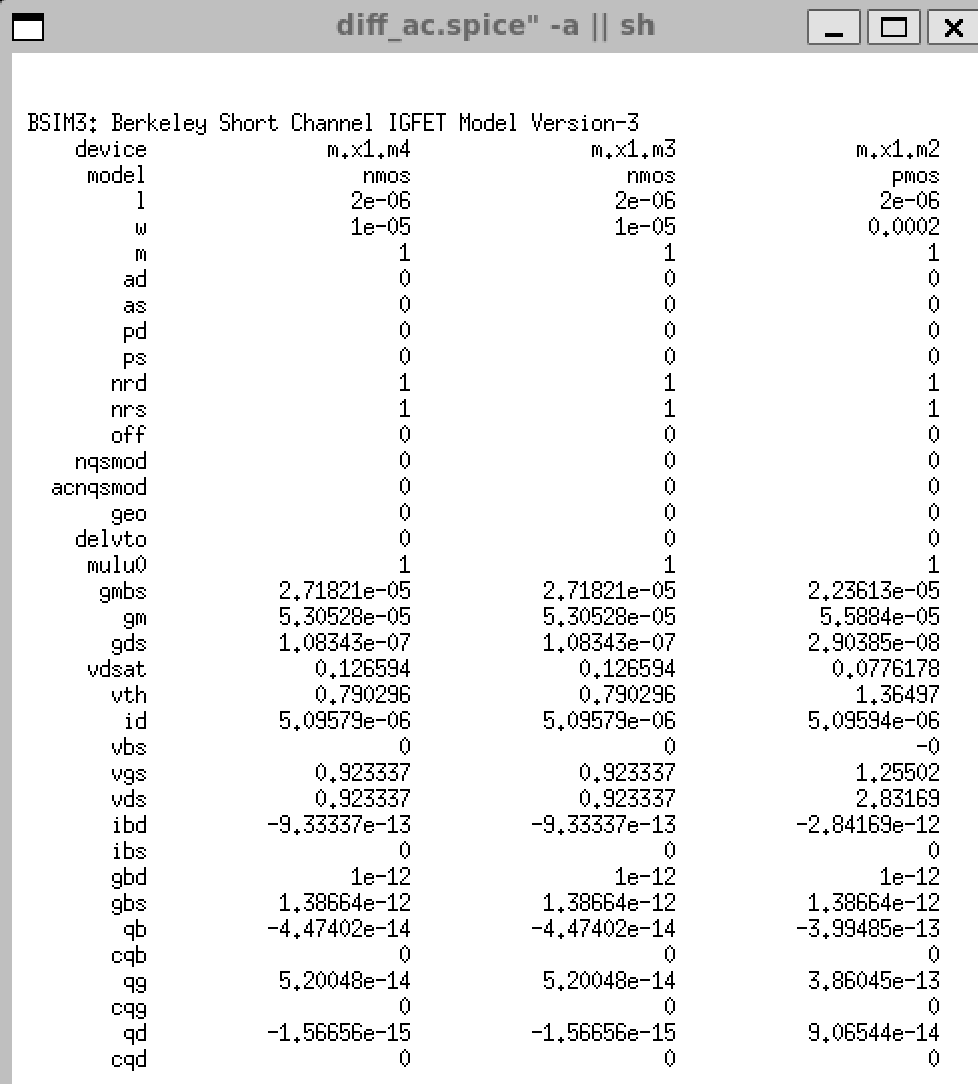 diff_ac.spice" -a || sh
BSIM3: Berkeley Short Channel IGFET Model Version-3
device m.x1.m4 m.x1.m3 m.x1.m2
model nmos nmos pmos
l 2e-06 2e-06 2e-06
w 1e-05 1e-05 0.0002
m 1 1 1
ad 0 0 0
as 0 0 0
pd 0 0 0
ps 0 0 0
nrd 1 1 1
nrs 1 1 1
off 0 0 0
nqsmod 0 0 0
acnqsmod 0 0 0
geo 0 0 0
delvto 0 0 0
mulu0 1 1 1
gmbs 2.71821e-05 2.71821e-05 2.23613e-05
gm 5.30528e-05 5.30528e-05 5.5884e-05
gds 1.08343e-07 1.08343e-07 2.90385e-08
vdsat 0.126594 0.126594 0.0776178
vth 0.790296 0.790296 1.36497
id 5.09579e-06 5.09579e-06 5.09594e-06
vbs 0 0 -0
vgs 0.923337 0.923337 1.25502
vds 0.923337 0.923337 2.83169
ibd -9.33337e-13 -9.33337e-13 -2.84169e-12
ibs 0 0 0
gbd 1e-12 1e-12 1e-12
gbs 1.38664e-12 1.38664e-12 1.38664e-12
qb -4.47402e-14 -4.47402e-14 -3.99485e-13
cqb 0 0 0
qg 5.20048e-14 5.20048e-14 3.86045e-13
cqg 0 0 0
qd -1.56656e-15 -1.56656e-15 9.06544e-14
cqd 0 0 0